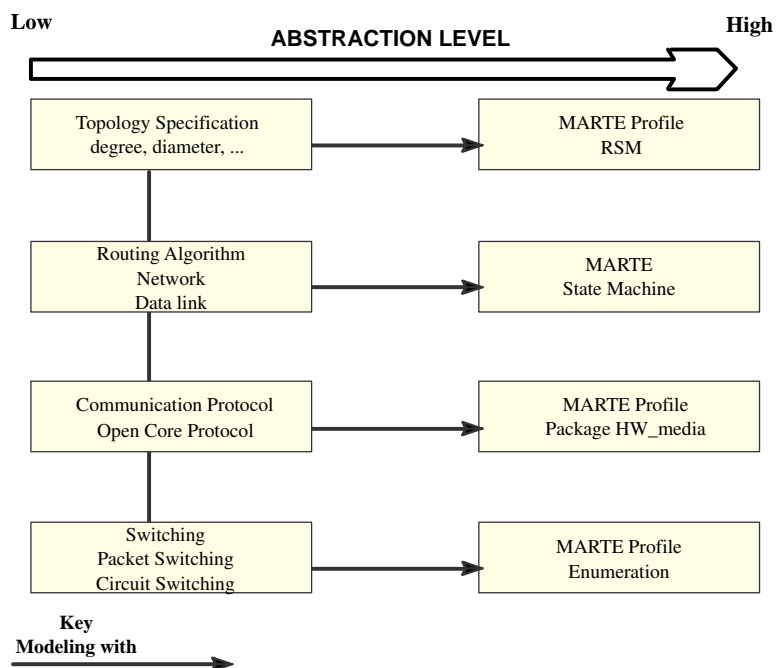 Low
High
ABSTRACTION LEVEL
Topology Specification
degree, diameter, ...
MARTE Profile
RSM
Routing Algorithm
Network
Data link
MARTE
State Machine
Communication Protocol
Open Core Protocol
MARTE Profile
Package HW_media
Switching
Packet Switching
Circuit Switching
MARTE Profile
Enumeration
Key
Modeling with